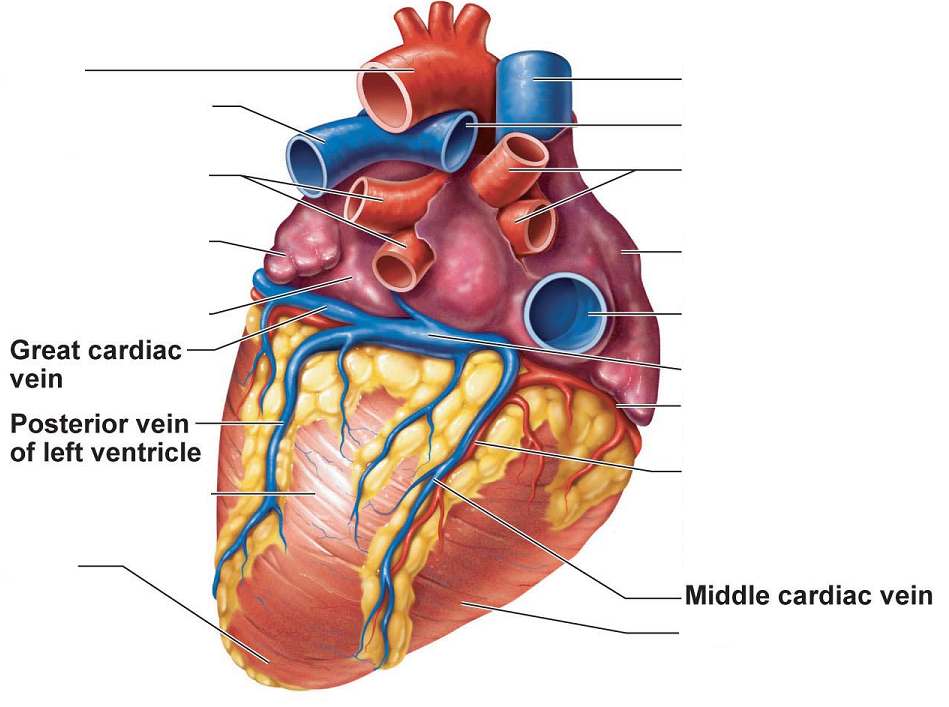 Great cardiac
vein
Posterior vein
of left ventricle
Middle cardiac vein